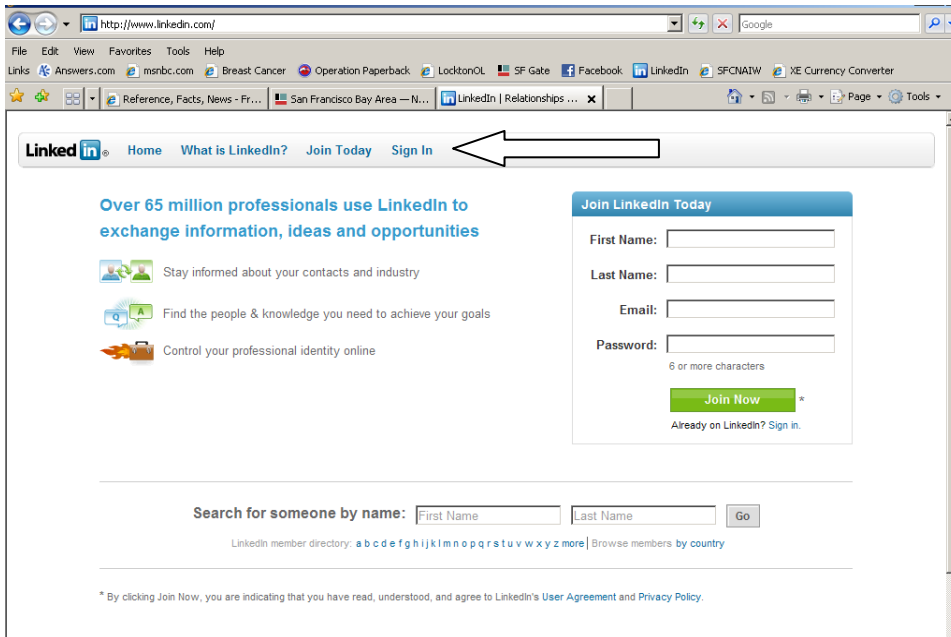 http://www.linkedin.com/ Google
File Edit View Favorites Tools Help
Links Answers.com msnbc.com Breast Cancer Operation Paperback LocktonOL SF Gate Facebook LinkedIn SFCNAIW XE Currency Converter
Reference, Facts, News - Fr... San Francisco Bay Area — N... LinkedIn | Relationships ... Page Tools
Linked in® Home What is LinkedIn? Join Today Sign In
Over 65 million professionals use LinkedIn to
exchange information, ideas and opportunities
Stay informed about your contacts and industry
Find the people & knowledge you need to achieve your goals
Control your professional identity online
Join LinkedIn Today
First Name:
Last Name:
Email:
Password:
6 or more characters
Join Now *
Already on LinkedIn? Sign in.
Search for someone by name: First Name Last Name Go
LinkedIn member directory: a b c d e f g h i j k l m n o p q r s t u v w x y z more | Browse members by country
* By clicking Join Now, you are indicating that you have read, understood, and agree to LinkedIn's User Agreement and Privacy Policy.